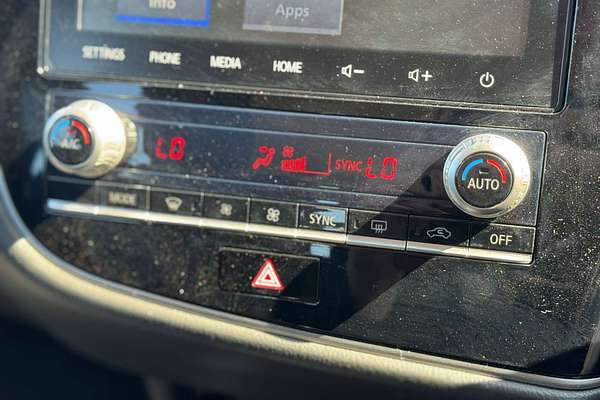 Info
Apps
SETTINGS PHONE MEDIA HOME
A/C LO SYNC LO AUTO
MODE SYNC OFF